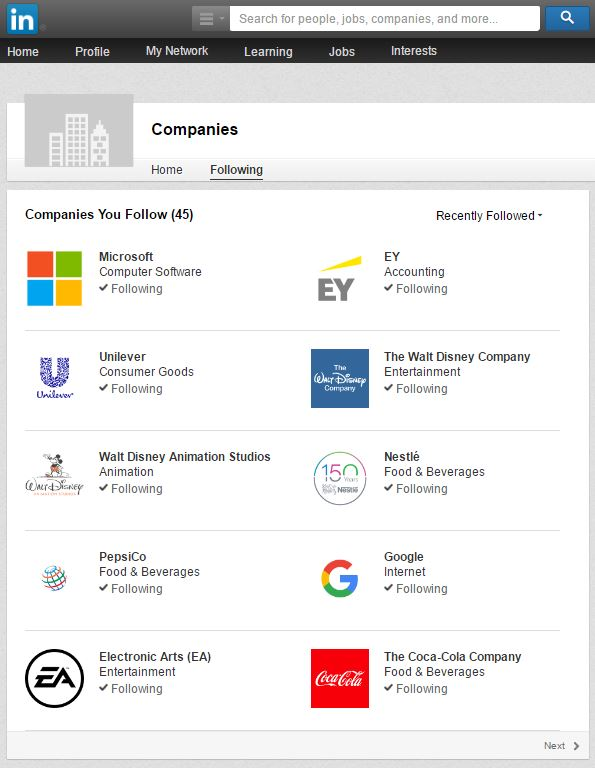 in
Search for people, jobs, companies, and more...
Home Profile My Network Learning Jobs Interests
Companies
Home Following
Companies You Follow (45)
Recently Followed
Microsoft
Computer Software
Following
EY
EY
Accounting
Following
Unilever
Unilever
Consumer Goods
Following
The
Walt Disney
Company
The Walt Disney Company
Entertainment
Following
Walt Disney
Walt Disney Animation Studios
Animation
Following
150
Years
Nestlé
Nestlé
Food & Beverages
Following
PepsiCo
Food & Beverages
Following
G
Google
Internet
Following
EA
Electronic Arts (EA)
Entertainment
Following
Coca-Cola
The Coca-Cola Company
Food & Beverages
Following
Next